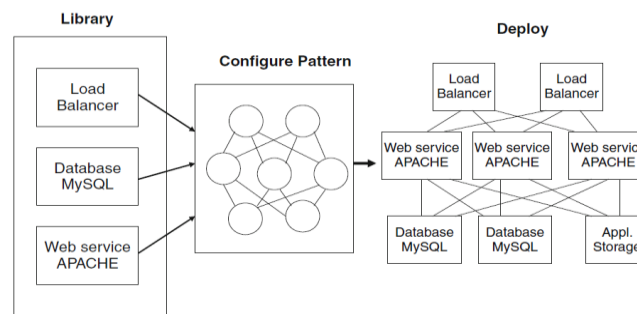 Library
Load
Balancer
Database
MySQL
Web service
APACHE
Configure Pattern
Deploy
Load
Balancer
Load
Balancer
Web service
APACHE
Web service
APACHE
Web service
APACHE
Database
MySQL
Database
MySQL
Appl.
Storage